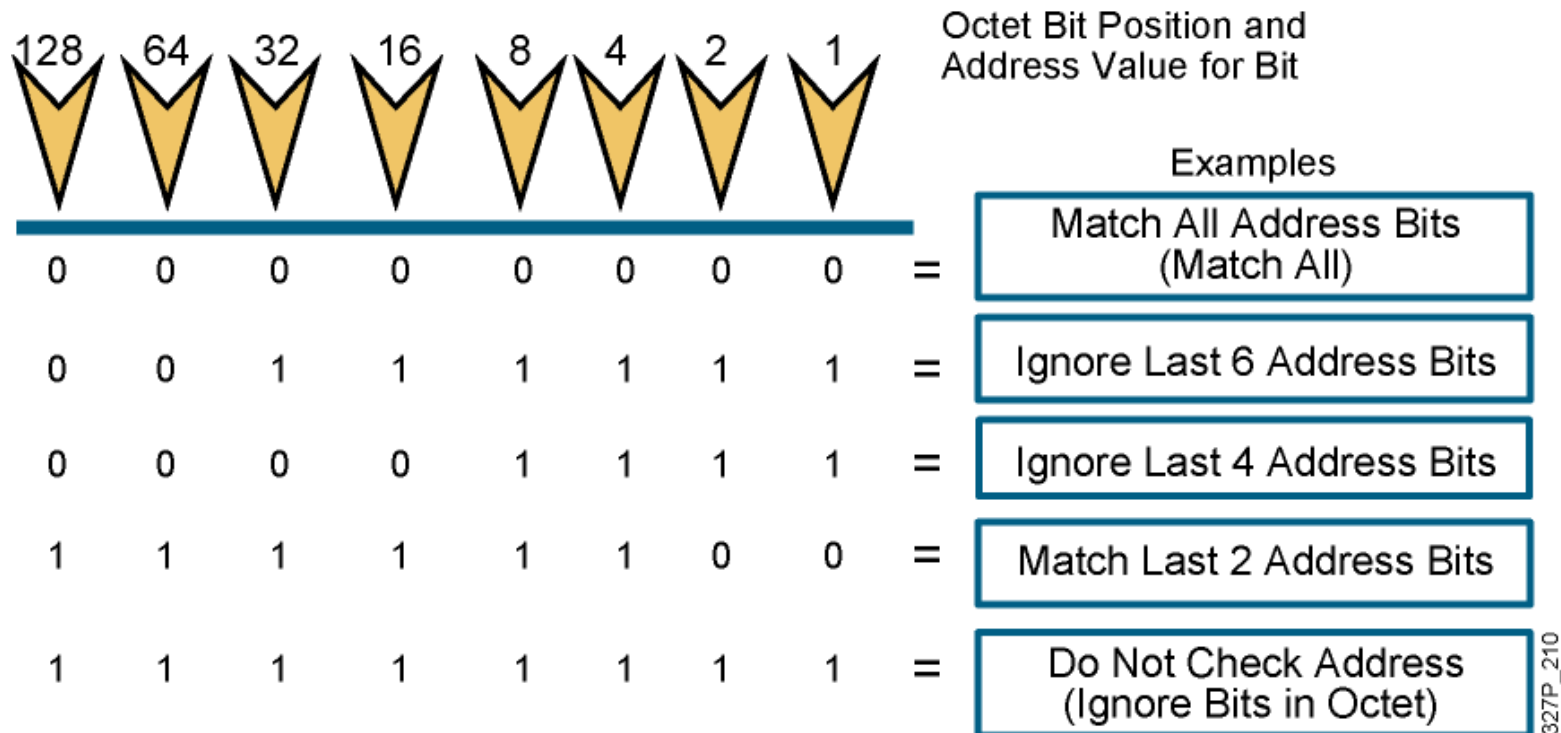 128 64 32 16 8 4 2 1
Octet Bit Position and
Address Value for Bit
Examples
0 0 0 0 0 0 0 0 =
Match All Address Bits
(Match All)
0 0 1 1 1 1 1 1 = Ignore Last 6 Address Bits
0 0 0 0 1 1 1 1 = Ignore Last 4 Address Bits
1 1 1 1 1 1 0 0 = Match Last 2 Address Bits
1 1 1 1 1 1 1 1 =
Do Not Check Address
(Ignore Bits in Octet)
327P_210